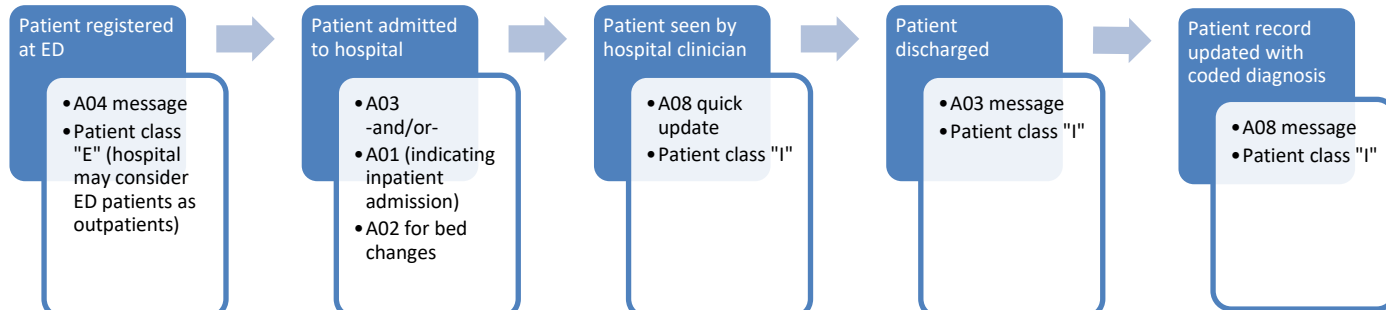 Patient registered
at ED
• A04 message
• Patient class
"E" (hospital
may consider
ED patients as
outpatients)
Patient admitted
to hospital
• A03
-and/or-
• A01 (indicating
inpatient
admission)
• A02 for bed
changes
Patient seen by
hospital clinician
• A08 quick
update
• Patient class "I"
Patient
discharged
• A03 message
• Patient class "I"
Patient record
updated with
coded diagnosis
• A08 message
• Patient class "I"